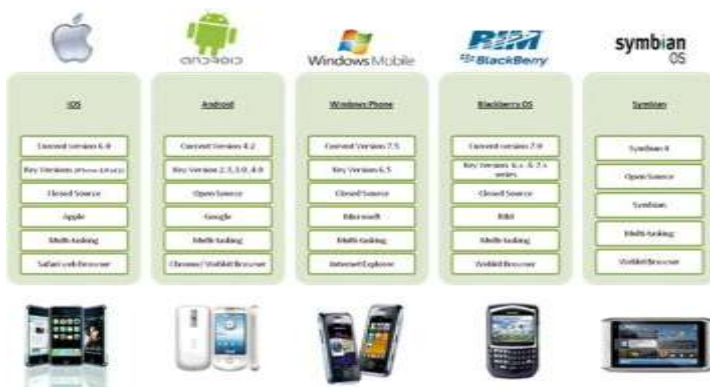 android
Windows Mobile
RIM
BlackBerry
symbian
OS
iOS
Android
Windows Phone
Blackberry OS
Symbian
Current version 6.0
Current Version 4.2
Current Version 7.5
Current version 7.0
Key Versions
Key Version 2.3, 3.0, 4.0
Key Version 6.5
series
Closed Source
Open Source
Closed Source
Closed Source
Open Source
Apple
Google
Microsoft
RIM
Symbian
Multi-tasking
Multi-tasking
Multi-tasking
Multi-tasking
Multi-tasking
Safari web Browser
Chrome/ Webkit Browser
Internet Explorer
Webkit Browser
Webkit Browser